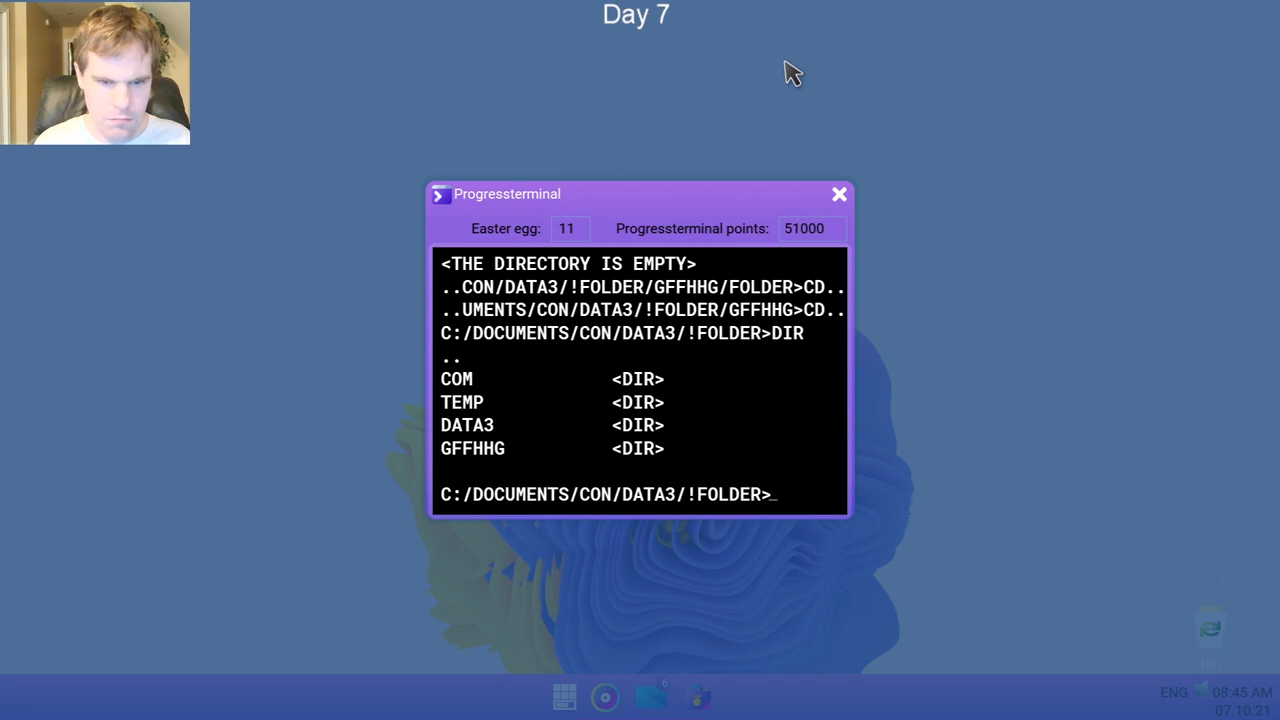 Day 7
Progressterminal
Easter egg: 11 Progressterminal points: 51000
<THE DIRECTORY IS EMPTY>
..CON/DATA3/!FOLDER/GFFHHG/FOLDER>CD..
..UMENTS/CON/DATA3/!FOLDER/GFFHHG>CD..
C:/DOCUMENTS/CON/DATA3/!FOLDER>DIR
..
COM <DIR>
TEMP <DIR>
DATA3 <DIR>
GFFHHG <DIR>
C:/DOCUMENTS/CON/DATA3/!FOLDER>_
Bin
6
ENG 08:45 AM
07.10.21